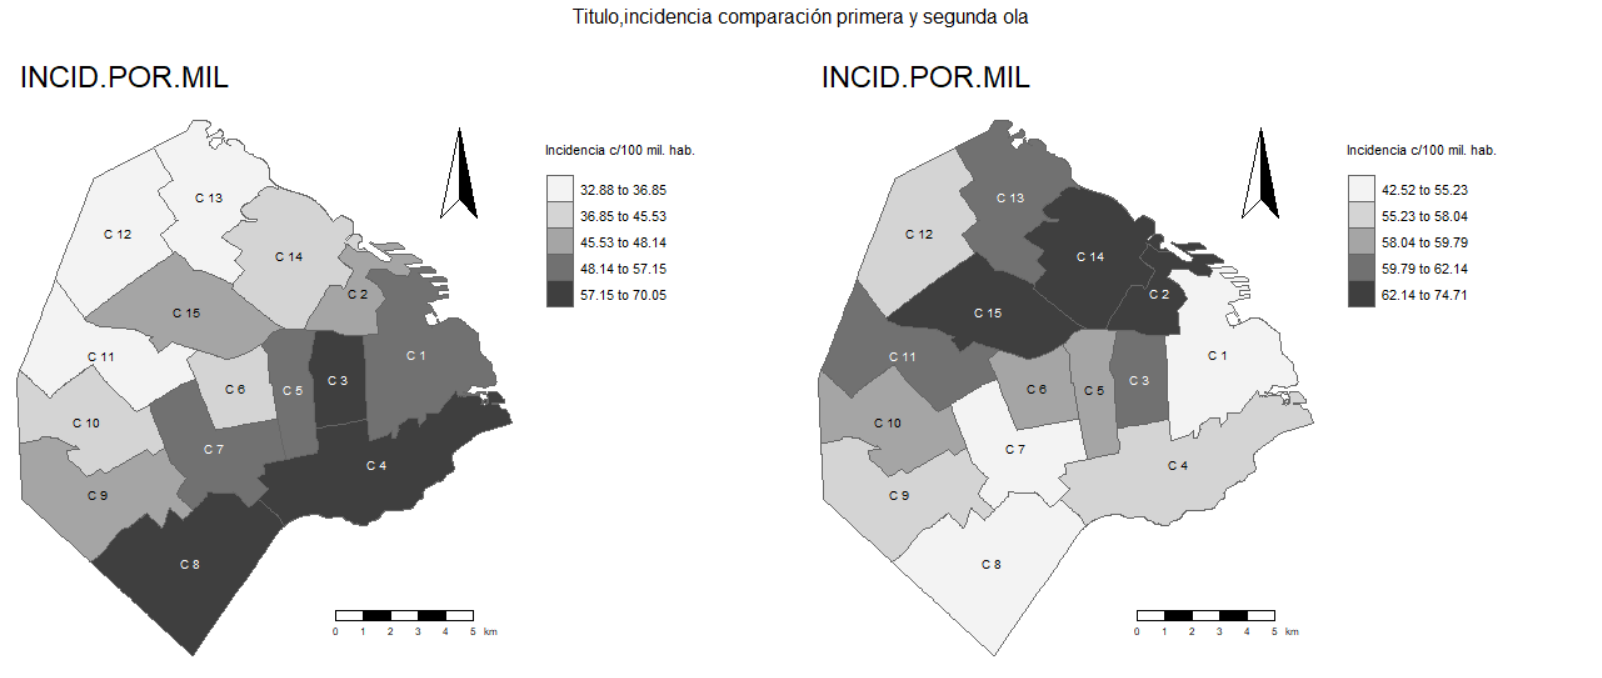 Titulo,incidencia comparación primera y segunda ola
INCID.POR.MIL
C 13
C 12
C 14
C 2
C 15
C 11
C 1
C 3
C 6
C 5
C 10
C 7
C 4
C 9
C 8
Incidencia c/100 mil. hab.
32.88 to 36.85
36.85 to 45.53
45.53 to 48.14
48.14 to 57.15
57.15 to 70.05
0 1 2 3 4 5 km
INCID.POR.MIL
C 13
C 12
C 14
C 2
C 15
C 11
C 1
C 3
C 6
C 5
C 10
C 7
C 4
C 9
C 8
Incidencia c/100 mil. hab.
42.52 to 55.23
55.23 to 58.04
58.04 to 59.79
59.79 to 62.14
62.14 to 74.71
0 1 2 3 4 5 km